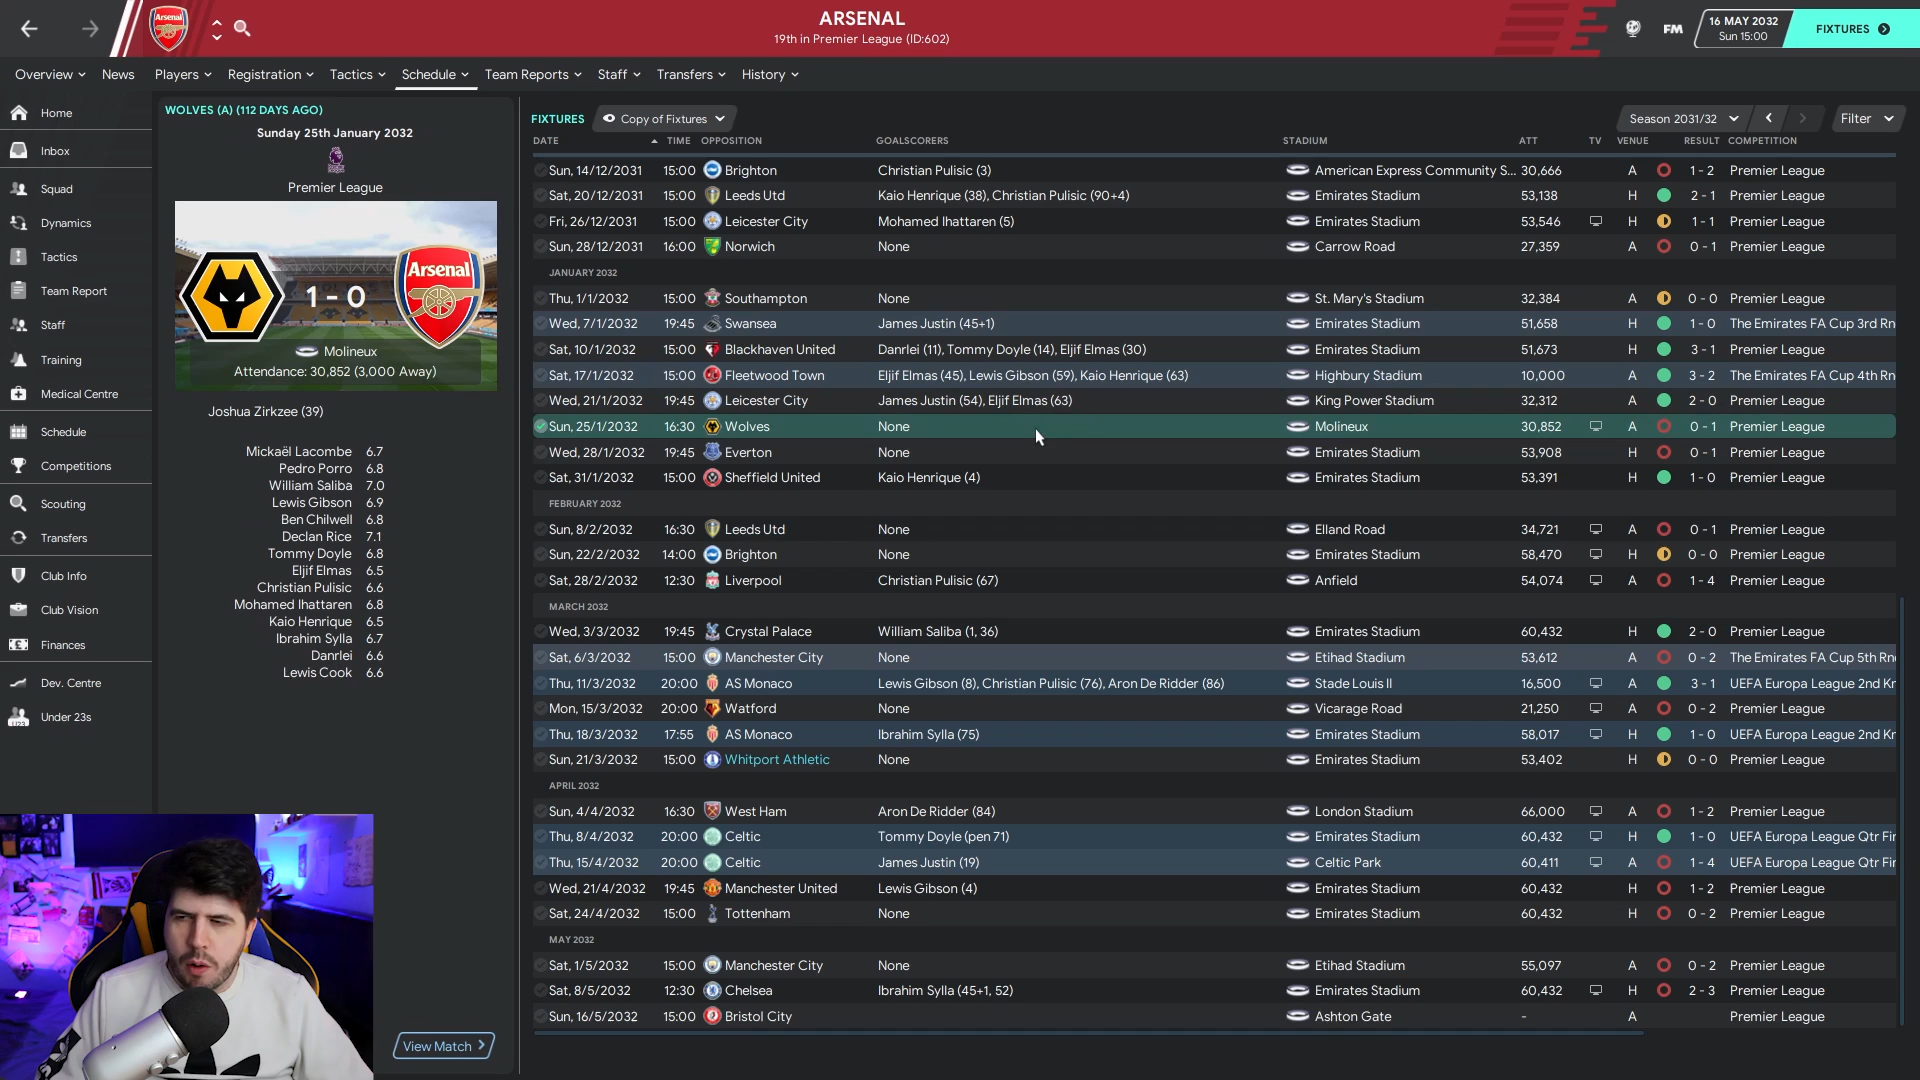 Arsenal
ARSENAL
19th in Premier League (ID:602)
FM
16 MAY 2032
Sun 15:00
FIXTURES
Overview
News
Players
Registration
Tactics
Schedule
Team Reports
Staff
Transfers
History
Home
Inbox
Squad
Dynamics
Tactics
Team Report
Staff
Training
Medical Centre
Schedule
Competitions
Scouting
Transfers
Club Info
Club Vision
Finances
Dev. Centre
Under 23s
WOLVES (A) (112 DAYS AGO)
Sunday 25th January 2032
Premier League
1 - 0
Arsenal
Molineux
Attendance: 30,852 (3,000 Away)
Joshua Zirkzee (39)
Mickaël Lacombe 6.7
Pedro Porro 6.8
William Saliba 7.0
Lewis Gibson 6.9
Ben Chilwell 6.8
Declan Rice 7.1
Tommy Doyle 6.8
Eljif Elmas 6.5
Christian Pulisic 6.6
Mohamed Ihattaren 6.8
Kaio Henrique 6.5
Ibrahim Sylla 6.7
Danrlei 6.6
Lewis Cook 6.6
View Match
FIXTURES Copy of Fixtures Season 2031/32 Filter
DATE TIME OPPOSITION GOALSCORERS STADIUM ATT TV VENUE RESULT COMPETITION
Sun, 14/12/2031 15:00 Brighton Christian Pulisic (3) American Express Community S... 30,666 A 1 - 2 Premier League
Sat, 20/12/2031 15:00 Leeds Utd Kaio Henrique (38), Christian Pulisic (90+4) Emirates Stadium 53,138 H 2 - 1 Premier League
Fri, 26/12/2031 15:00 Leicester City Mohamed Ihattaren (5) Emirates Stadium 53,546 H 1 - 1 Premier League
Sun, 28/12/2031 16:00 Norwich None Carrow Road 27,359 A 0 - 1 Premier League
JANUARY 2032
Thu, 1/1/2032 15:00 Southampton None St. Mary's Stadium 32,384 A 0 - 0 Premier League
Wed, 7/1/2032 19:45 Swansea James Justin (45+1) Emirates Stadium 51,658 H 1 - 0 The Emirates FA Cup 3rd Rn
Sat, 10/1/2032 15:00 Blackhaven United Danrlei (11), Tommy Doyle (14), Eljif Elmas (30) Emirates Stadium 51,673 H 3 - 1 Premier League
Sat, 17/1/2032 15:00 Fleetwood Town Eljif Elmas (45), Lewis Gibson (59), Kaio Henrique (63) Highbury Stadium 10,000 A 3 - 2 The Emirates FA Cup 4th Rn
Wed, 21/1/2032 19:45 Leicester City James Justin (54), Eljif Elmas (63) King Power Stadium 32,312 A 2 - 0 Premier League
Sun, 25/1/2032 16:30 Wolves None Molineux 30,852 A 0 - 1 Premier League
Wed, 28/1/2032 19:45 Everton None Emirates Stadium 53,908 H 0 - 1 Premier League
Sat, 31/1/2032 15:00 Sheffield United Kaio Henrique (4) Emirates Stadium 53,391 H 1 - 0 Premier League
FEBRUARY 2032
Sun, 8/2/2032 16:30 Leeds Utd None Elland Road 34,721 A 0 - 1 Premier League
Sun, 22/2/2032 14:00 Brighton None Emirates Stadium 58,470 H 0 - 0 Premier League
Sat, 28/2/2032 12:30 Liverpool Christian Pulisic (67) Anfield 54,074 A 1 - 4 Premier League
MARCH 2032
Wed, 3/3/2032 19:45 Crystal Palace William Saliba (1, 36) Emirates Stadium 60,432 H 2 - 0 Premier League
Sat, 6/3/2032 15:00 Manchester City None Etihad Stadium 53,612 A 0 - 2 The Emirates FA Cup 5th Rn
Thu, 11/3/2032 20:00 AS Monaco Lewis Gibson (8), Christian Pulisic (76), Aron De Ridder (86) Stade Louis II 16,500 A 3 - 1 UEFA Europa League 2nd Kr
Mon, 15/3/2032 20:00 Watford None Vicarage Road 21,250 A 0 - 2 Premier League
Thu, 18/3/2032 17:55 AS Monaco Ibrahim Sylla (75) Emirates Stadium 58,017 H 1 - 0 UEFA Europa League 2nd Kr
Sun, 21/3/2032 15:00 Whitport Athletic None Emirates Stadium 53,402 H 0 - 0 Premier League
APRIL 2032
Sun, 4/4/2032 16:30 West Ham Aron De Ridder (84) London Stadium 66,000 A 1 - 2 Premier League
Thu, 8/4/2032 20:00 Celtic Tommy Doyle (pen 71) Emirates Stadium 60,432 H 1 - 0 UEFA Europa League Qtr Fir
Thu, 15/4/2032 20:00 Celtic James Justin (19) Celtic Park 60,411 A 1 - 4 UEFA Europa League Qtr Fir
Wed, 21/4/2032 19:45 Manchester United Lewis Gibson (4) Emirates Stadium 60,432 H 1 - 2 Premier League
Sat, 24/4/2032 15:00 Tottenham None Emirates Stadium 60,432 H 0 - 2 Premier League
MAY 2032
Sat, 1/5/2032 15:00 Manchester City None Etihad Stadium 55,097 A 0 - 2 Premier League
Sat, 8/5/2032 12:30 Chelsea Ibrahim Sylla (45+1, 52) Emirates Stadium 60,432 H 2 - 3 Premier League
Sun, 16/5/2032 15:00 Bristol City Ashton Gate - A Premier League